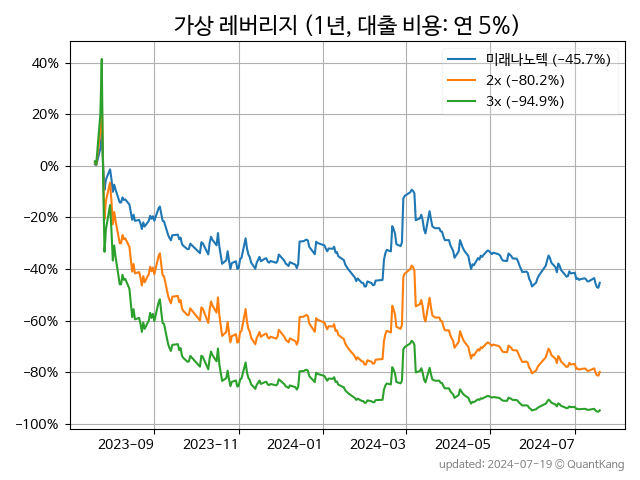 가상 레버리지 (1년, 대출 비용: 연 5%)
미래나노텍 (−45.7%)
2x (−80.2%)
3x (−94.9%)
40%
20%
0%
−20%
−40%
−60%
−80%
−100%
2023-09 2023-11 2024-01 2024-03 2024-05 2024-07
updated: 2024-07-19 © QuantKang